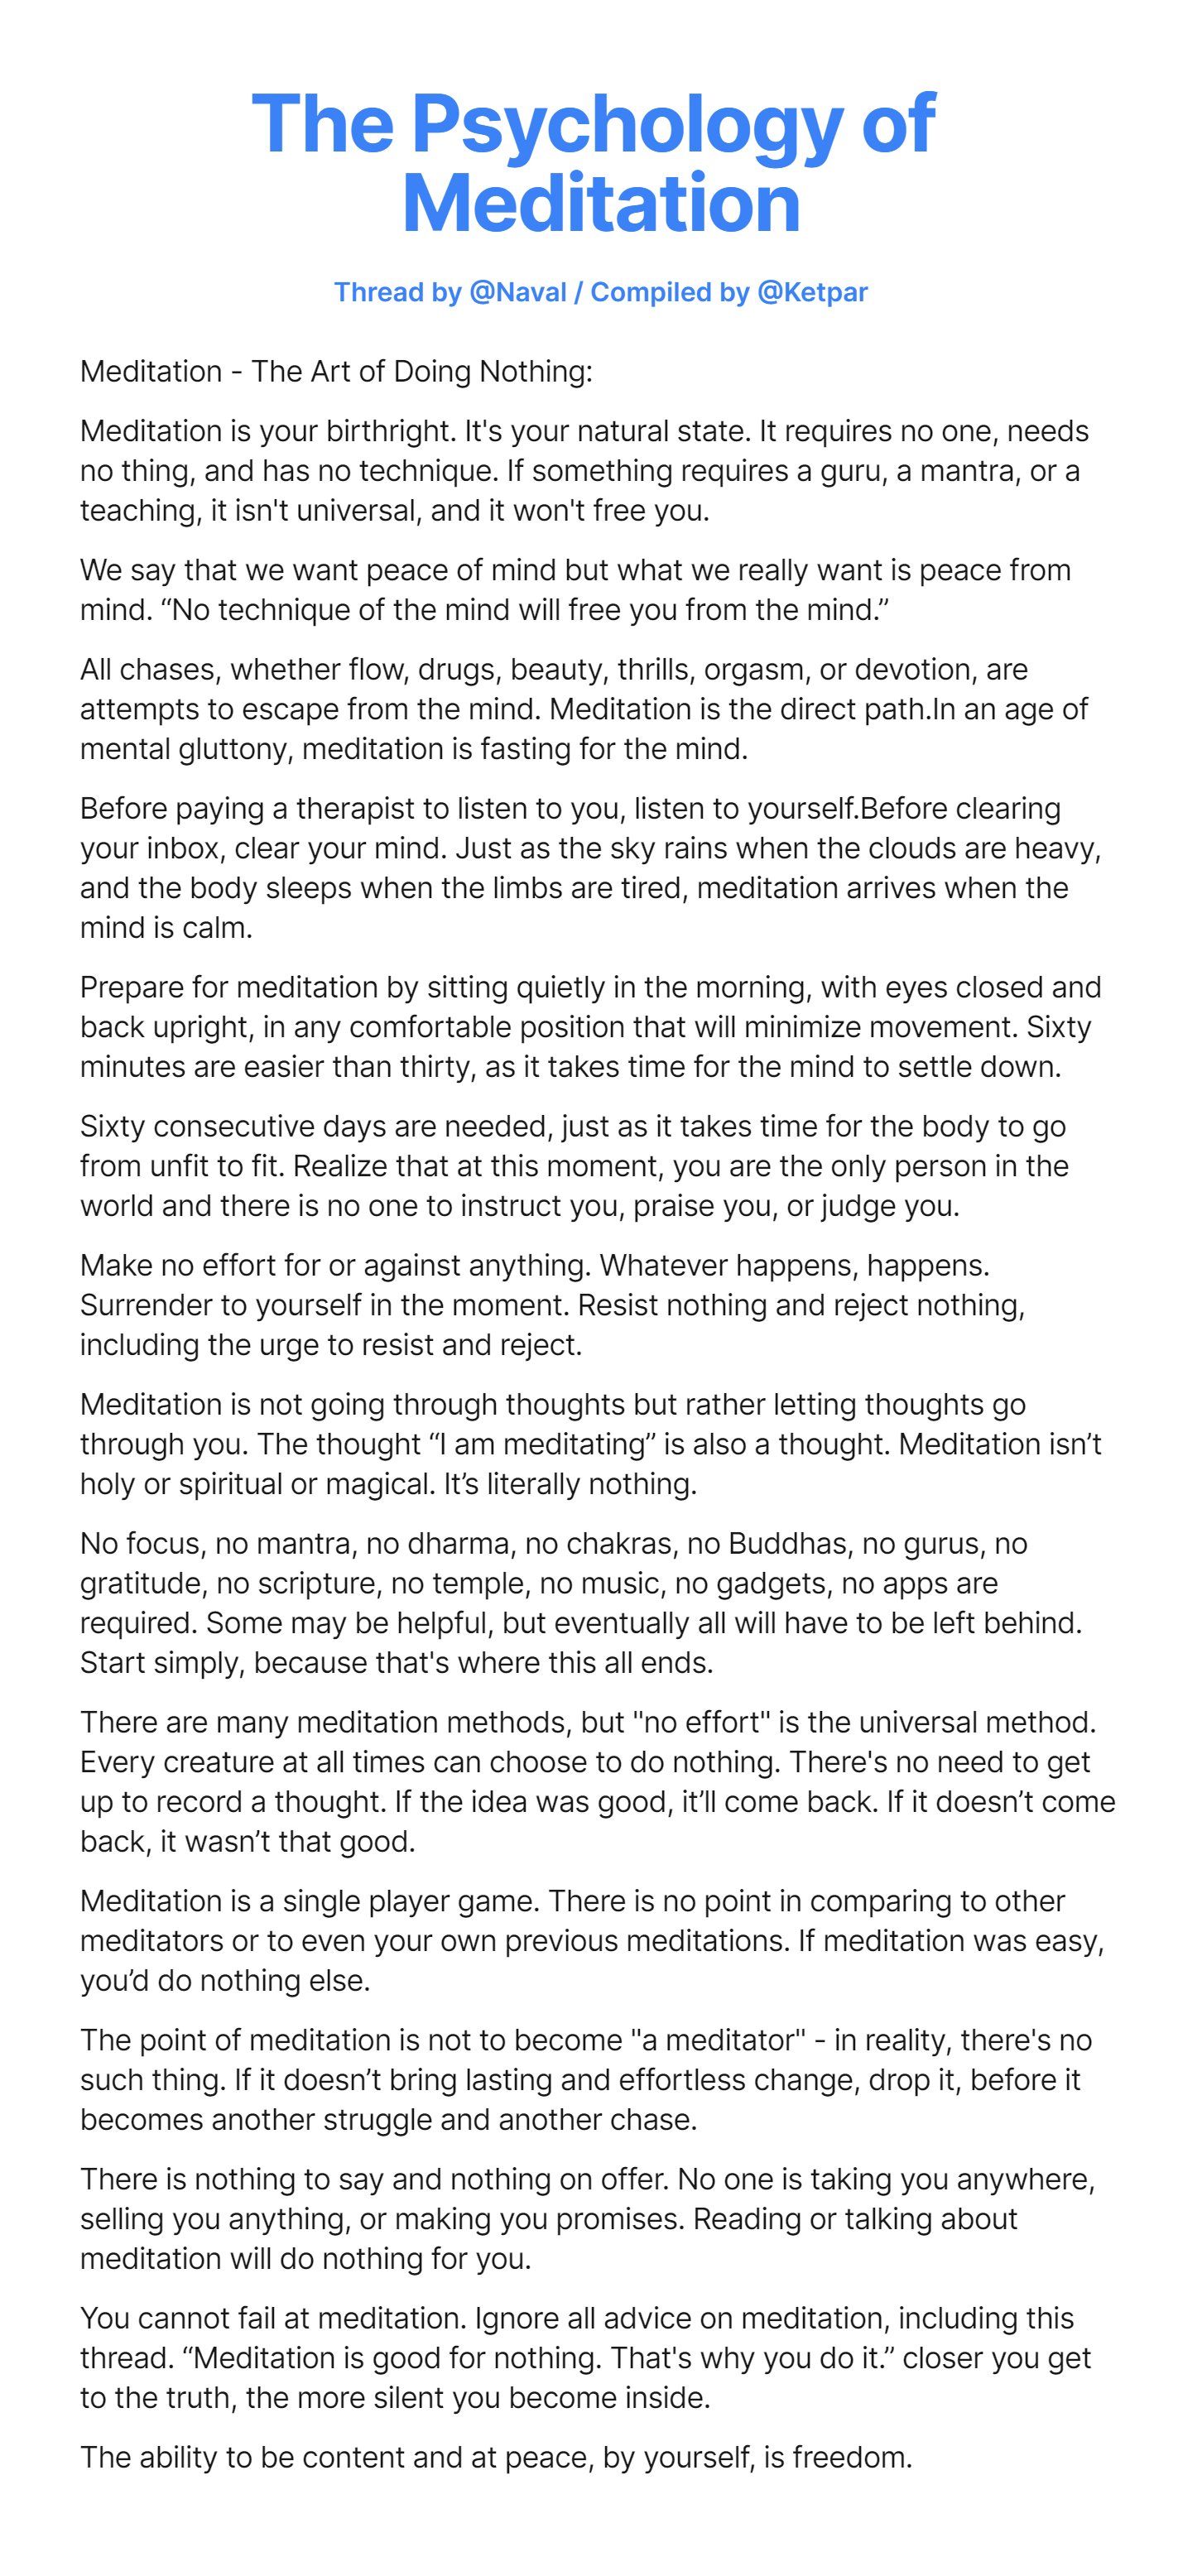 The Psychology of
Meditation
Thread by @Naval / Compiled by @Ketpar
Meditation - The Art of Doing Nothing:
Meditation is your birthright. It's your natural state. It requires no one, needs
no thing, and has no technique. If something requires a guru, a mantra, or a
teaching, it isn't universal, and it won't free you.
We say that we want peace of mind but what we really want is peace from
mind. “No technique of the mind will free you from the mind.”
All chases, whether flow, drugs, beauty, thrills, orgasm, or devotion, are
attempts to escape from the mind. Meditation is the direct path.In an age of
mental gluttony, meditation is fasting for the mind.
Before paying a therapist to listen to you, listen to yourself.Before clearing
your inbox, clear your mind. Just as the sky rains when the clouds are heavy,
and the body sleeps when the limbs are tired, meditation arrives when the
mind is calm.
Prepare for meditation by sitting quietly in the morning, with eyes closed and
back upright, in any comfortable position that will minimize movement. Sixty
minutes are easier than thirty, as it takes time for the mind to settle down.
Sixty consecutive days are needed, just as it takes time for the body to go
from unfit to fit. Realize that at this moment, you are the only person in the
world and there is no one to instruct you, praise you, or judge you.
Make no effort for or against anything. Whatever happens, happens.
Surrender to yourself in the moment. Resist nothing and reject nothing,
including the urge to resist and reject.
Meditation is not going through thoughts but rather letting thoughts go
through you. The thought “I am meditating” is also a thought. Meditation isn’t
holy or spiritual or magical. It’s literally nothing.
No focus, no mantra, no dharma, no chakras, no Buddhas, no gurus, no
gratitude, no scripture, no temple, no music, no gadgets, no apps are
required. Some may be helpful, but eventually all will have to be left behind.
Start simply, because that's where this all ends.
There are many meditation methods, but "no effort" is the universal method.
Every creature at all times can choose to do nothing. There's no need to get
up to record a thought. If the idea was good, it’ll come back. If it doesn’t come
back, it wasn’t that good.
Meditation is a single player game. There is no point in comparing to other
meditators or to even your own previous meditations. If meditation was easy,
you’d do nothing else.
The point of meditation is not to become "a meditator" - in reality, there's no
such thing. If it doesn’t bring lasting and effortless change, drop it, before it
becomes another struggle and another chase.
There is nothing to say and nothing on offer. No one is taking you anywhere,
selling you anything, or making you promises. Reading or talking about
meditation will do nothing for you.
You cannot fail at meditation. Ignore all advice on meditation, including this
thread. “Meditation is good for nothing. That's why you do it.” closer you get
to the truth, the more silent you become inside.
The ability to be content and at peace, by yourself, is freedom.